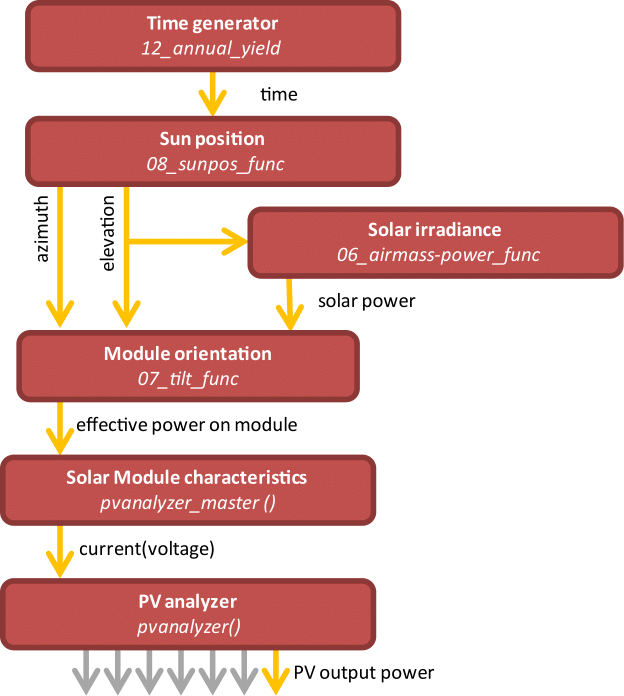 Time generator
12_annual_yield
time
Sun position
08_sunpos_func
azimuth
elevation
Solar irradiance
06_airmass-power_func
solar power
Module orientation
07_tilt_func
effective power on module
Solar Module characteristics
pvanalyzer_master ()
current(voltage)
PV analyzer
pvanalyzer()
PV output power